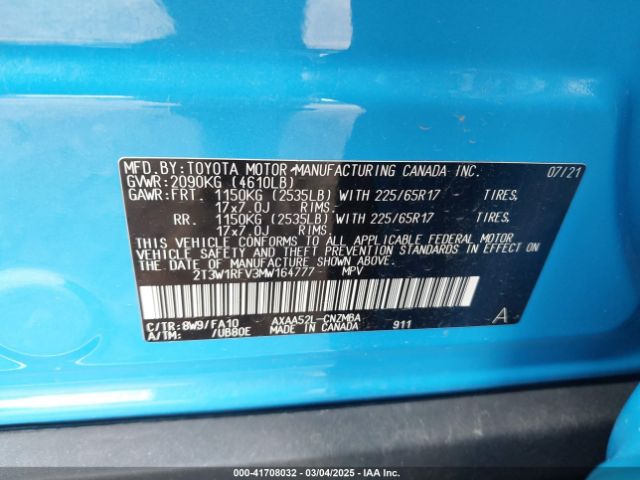 MFD.BY:TOYOTA MOTOR MANUFACTURING CANADA INC. 07/21
GVWR:2090KG (4610LB)
GAWR:FRT. 1150KG (2535LB) WITH 225/65R17 TIRES,
17x7.0J RIMS,
RR. 1150KG (2535LB) WITH 225/65R17 TIRES,
17x7.0J RIMS
THIS VEHICLE CONFORMS TO ALL APPLICABLE FEDERAL MOTOR
VEHICLE SAFETY AND THEFT PREVENTION STANDARDS IN EFFECT ON
THE DATE OF MANUFACTURE SHOWN ABOVE.
2T3W1RFV3MW164777 MPV
C/TR:8W9/FA10 AXAA52L-CNZMBA A
A/TM: /UB80E MADE IN CANADA 911
000-41708032 — 03/04/2025 — IAA Inc.